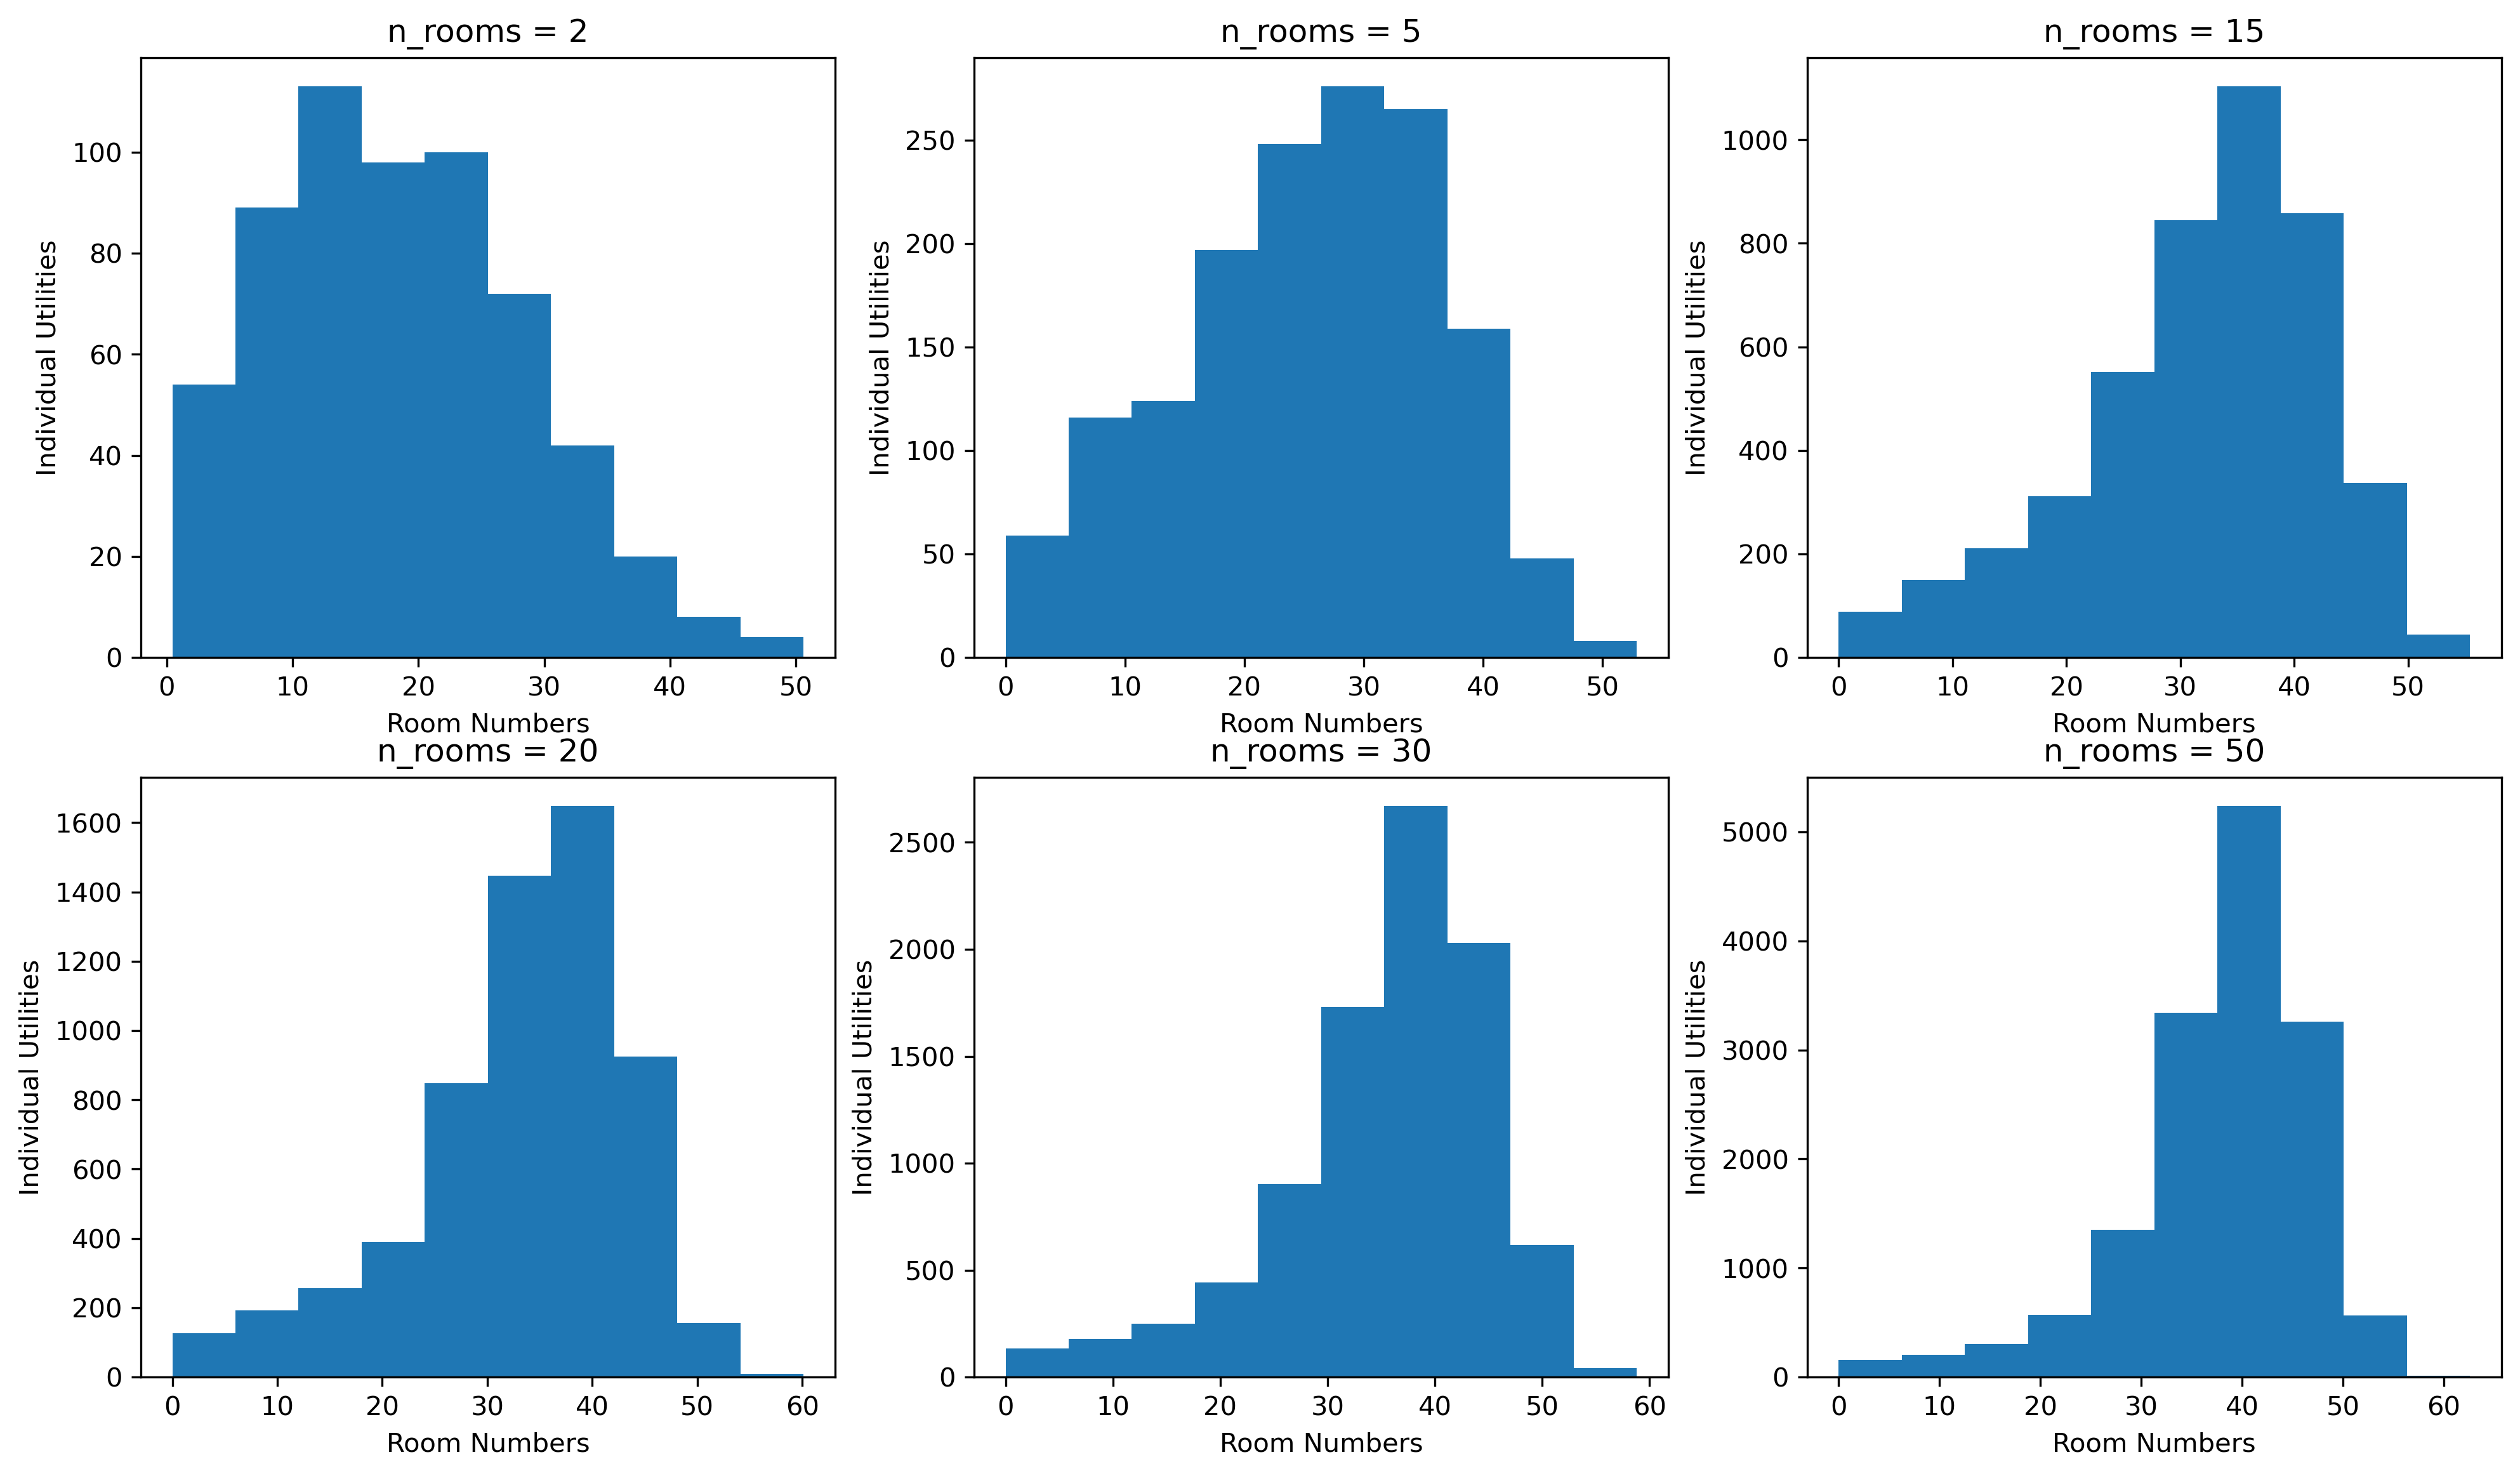 n_rooms = 2
Individual Utilities
100
80
60
40
20
0
0 10 20 30 40 50
Room Numbers
n_rooms = 5
Individual Utilities
250
200
150
100
50
0
0 10 20 30 40 50
Room Numbers
n_rooms = 15
Individual Utilities
1000
800
600
400
200
0
0 10 20 30 40 50
Room Numbers
n_rooms = 20
Individual Utilities
1600
1400
1200
1000
800
600
400
200
0
0 10 20 30 40 50 60
Room Numbers
n_rooms = 30
Individual Utilities
2500
2000
1500
1000
500
0
0 10 20 30 40 50 60
Room Numbers
n_rooms = 50
Individual Utilities
5000
4000
3000
2000
1000
0
0 10 20 30 40 50 60
Room Numbers